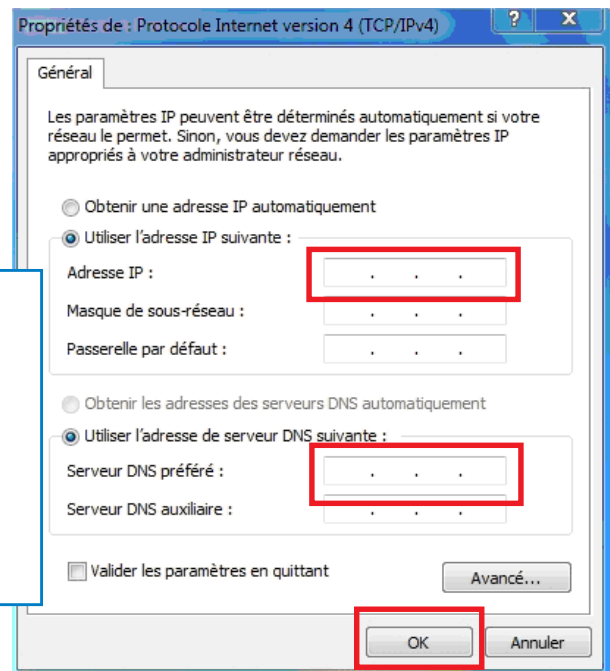 Propriétés de : Protocole Internet version 4 (TCP/IPv4)
? X
Général
Les paramètres IP peuvent être déterminés automatiquement si votre
réseau le permet. Sinon, vous devez demander les paramètres IP
appropriés à votre administrateur réseau.
Obtenir une adresse IP automatiquement
Utiliser l'adresse IP suivante :
Adresse IP : . . .
Masque de sous-réseau : . . .
Passerelle par défaut : . . .
Obtenir les adresses des serveurs DNS automatiquement
Utiliser l'adresse de serveur DNS suivante :
Serveur DNS préféré : . . .
Serveur DNS auxiliaire : . . .
Valider les paramètres en quittant
Avancé...
OK Annuler